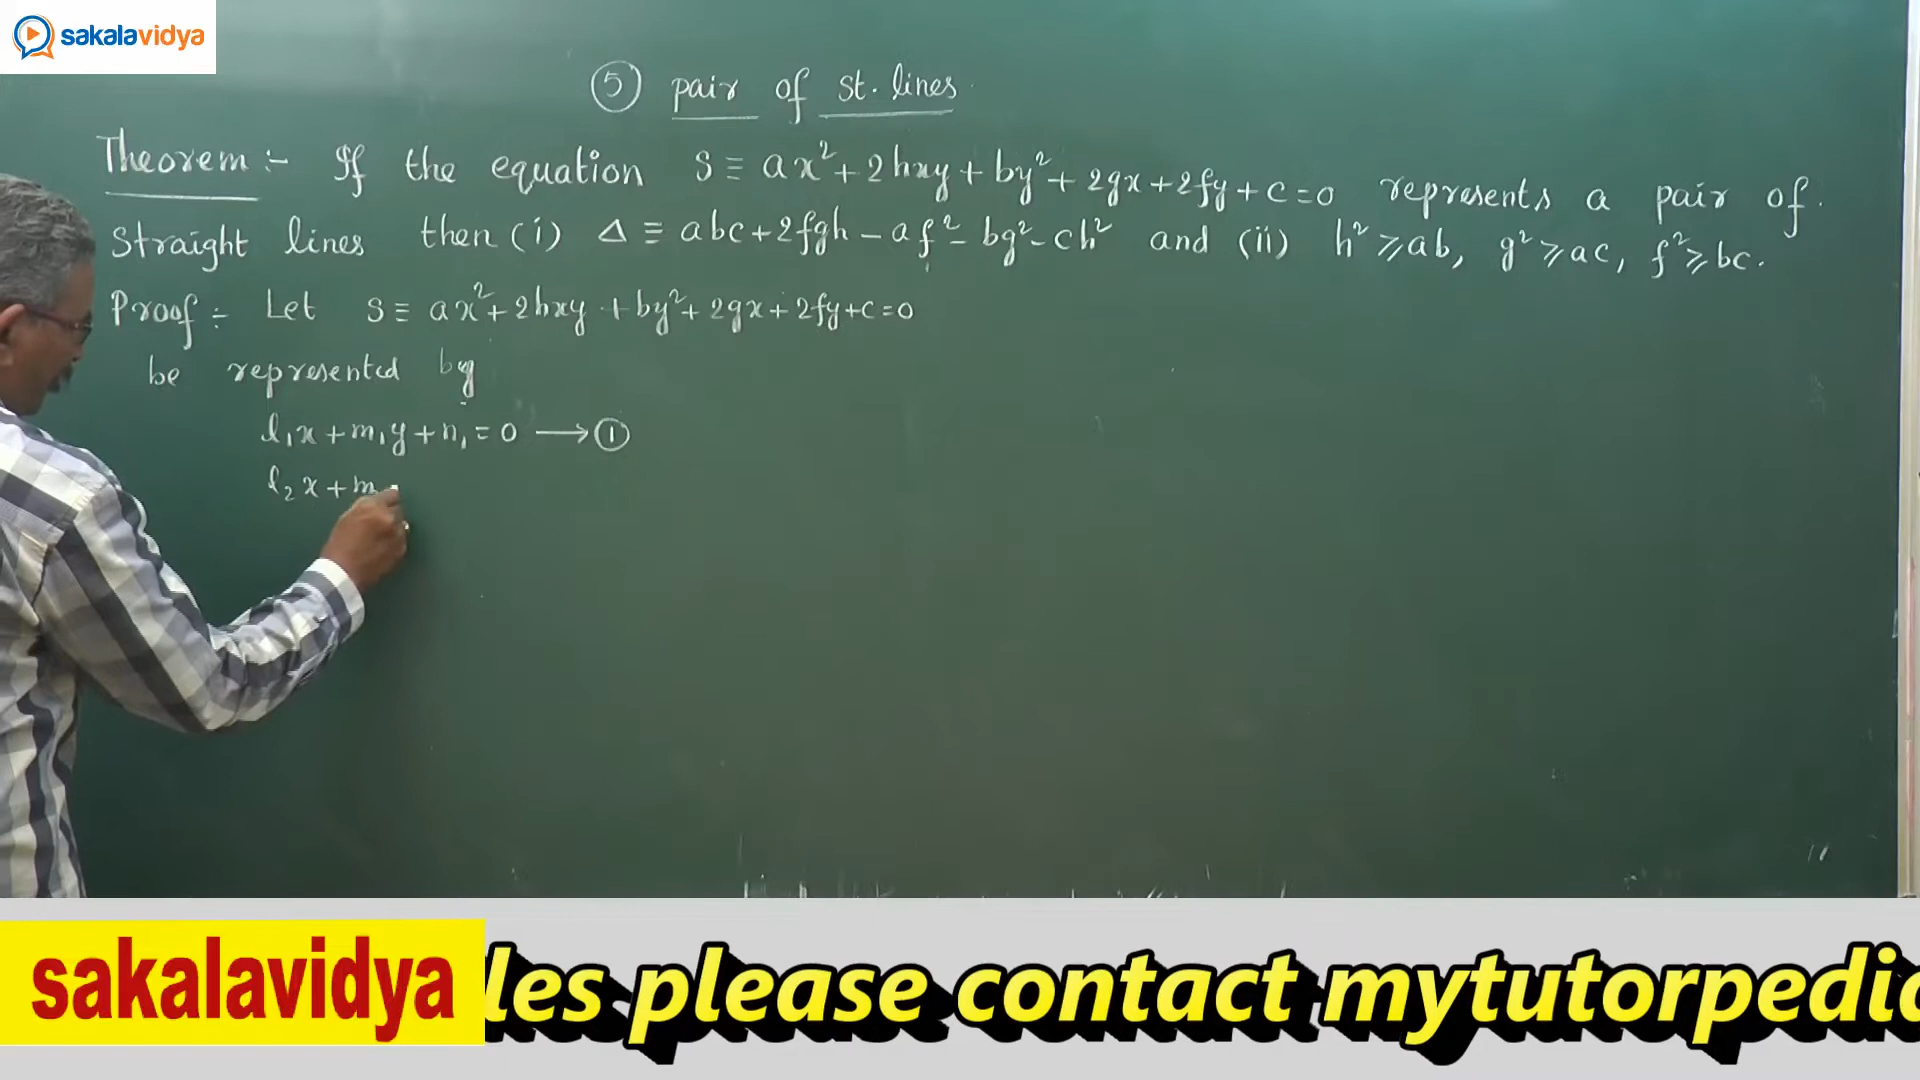 sakalavidya
⑤ pair of st. lines
Theorem :- If the equation S ≡ ax²+2hxy+by²+2gx+2fy+c=0 represents a pair of
straight lines then (i) Δ ≡ abc+2fgh-af²-bg²-ch² and (ii) h²⩾ab, g²⩾ac, f²⩾bc.
Proof :- Let S ≡ ax²+2hxy+by²+2gx+2fy+c=0
be represented by
l₁x+m₁y+n₁=0 → ①
l₂x+m
sakalavidya les please contact mytutorpedia